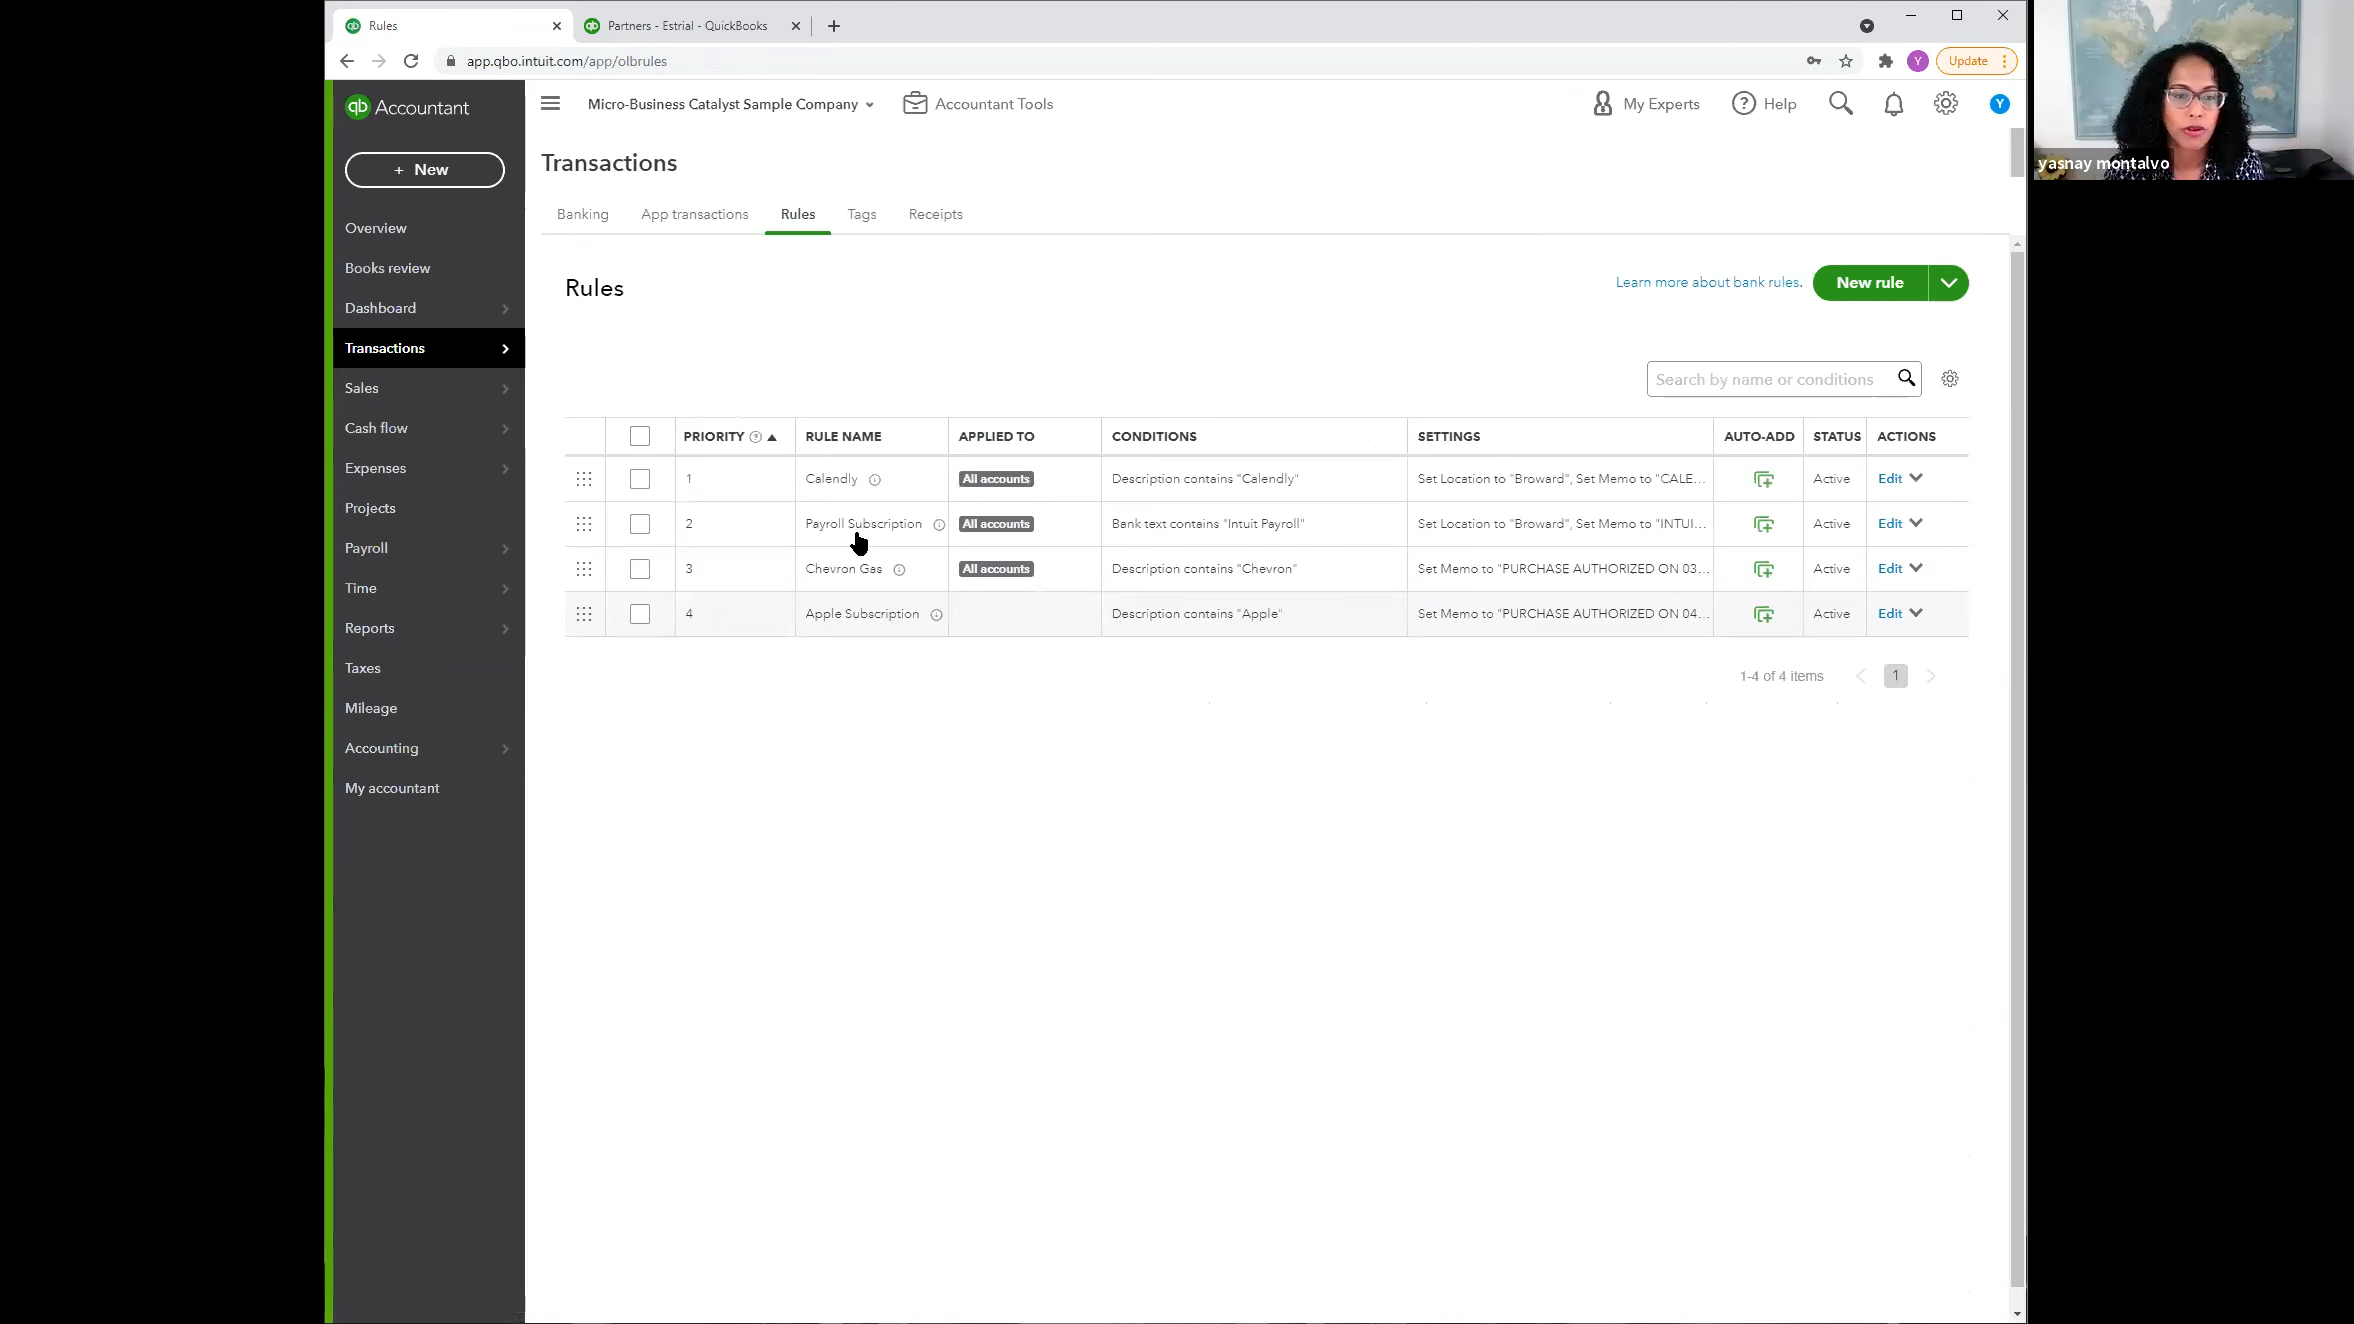 Rules
Partners - Estrial - QuickBooks
app.qbo.intuit.com/app/olbrules
Y
Update
yasnay montalvo
qb Accountant
Micro-Business Catalyst Sample Company
Accountant Tools
My Experts
Help
Y
+ New
Transactions
Banking
App transactions
Rules
Tags
Receipts
Overview
Books review
Dashboard
Transactions
Sales
Cash flow
Expenses
Projects
Payroll
Time
Reports
Taxes
Mileage
Accounting
My accountant
Rules
Learn more about bank rules.
New rule
Search by name or conditions
PRIORITY RULE NAME APPLIED TO CONDITIONS SETTINGS AUTO-ADD STATUS ACTIONS
1 Calendly All accounts Description contains "Calendly" Set Location to "Broward", Set Memo to "CALE... Active Edit
2 Payroll Subscription All accounts Bank text contains "Intuit Payroll" Set Location to "Broward", Set Memo to "INTUI... Active Edit
3 Chevron Gas All accounts Description contains "Chevron" Set Memo to "PURCHASE AUTHORIZED ON 03... Active Edit
4 Apple Subscription Description contains "Apple" Set Memo to "PURCHASE AUTHORIZED ON 04... Active Edit
1-4 of 4 items
1